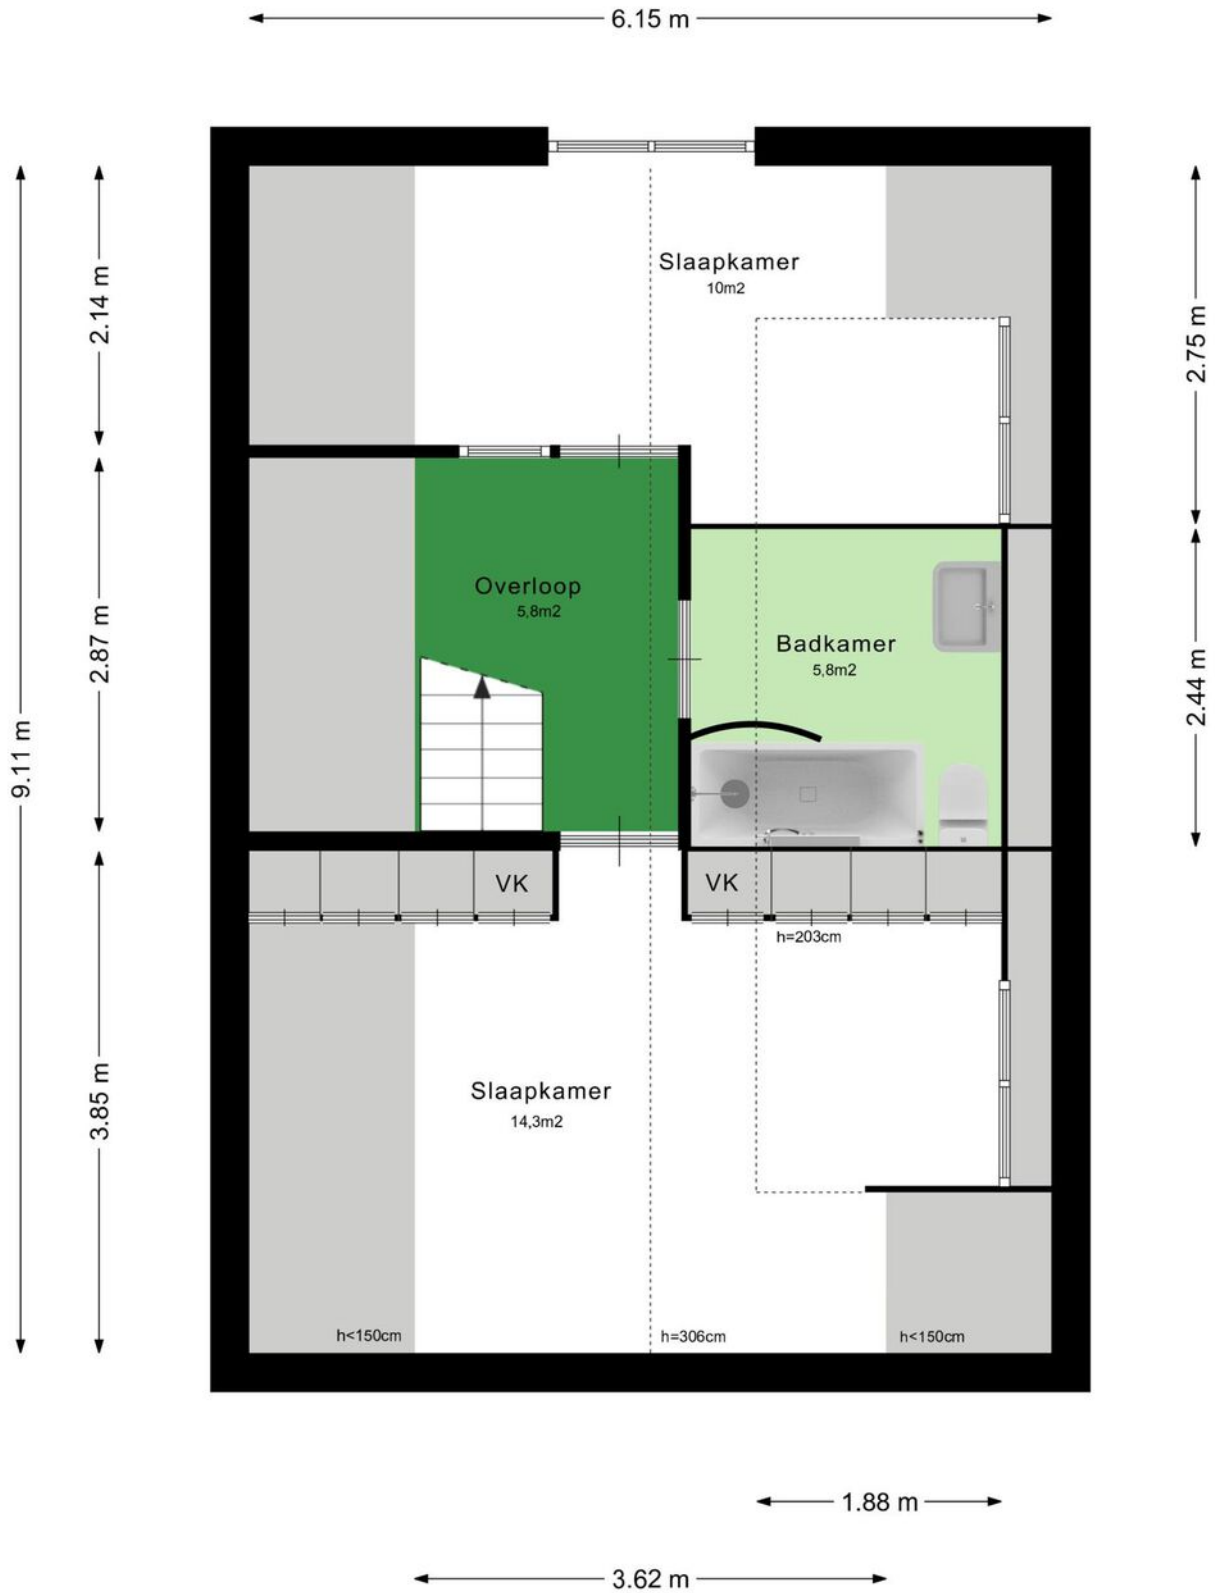 6.15 m
Slaapkamer
10m2
2.14 m
2.75 m
Overloop
5,8m2
Badkamer
5,8m2
2.87 m
2.44 m
9.11 m
VK
VK
h=203cm
Slaapkamer
14,3m2
3.85 m
h<150cm
h=306cm
h<150cm
1.88 m
3.62 m